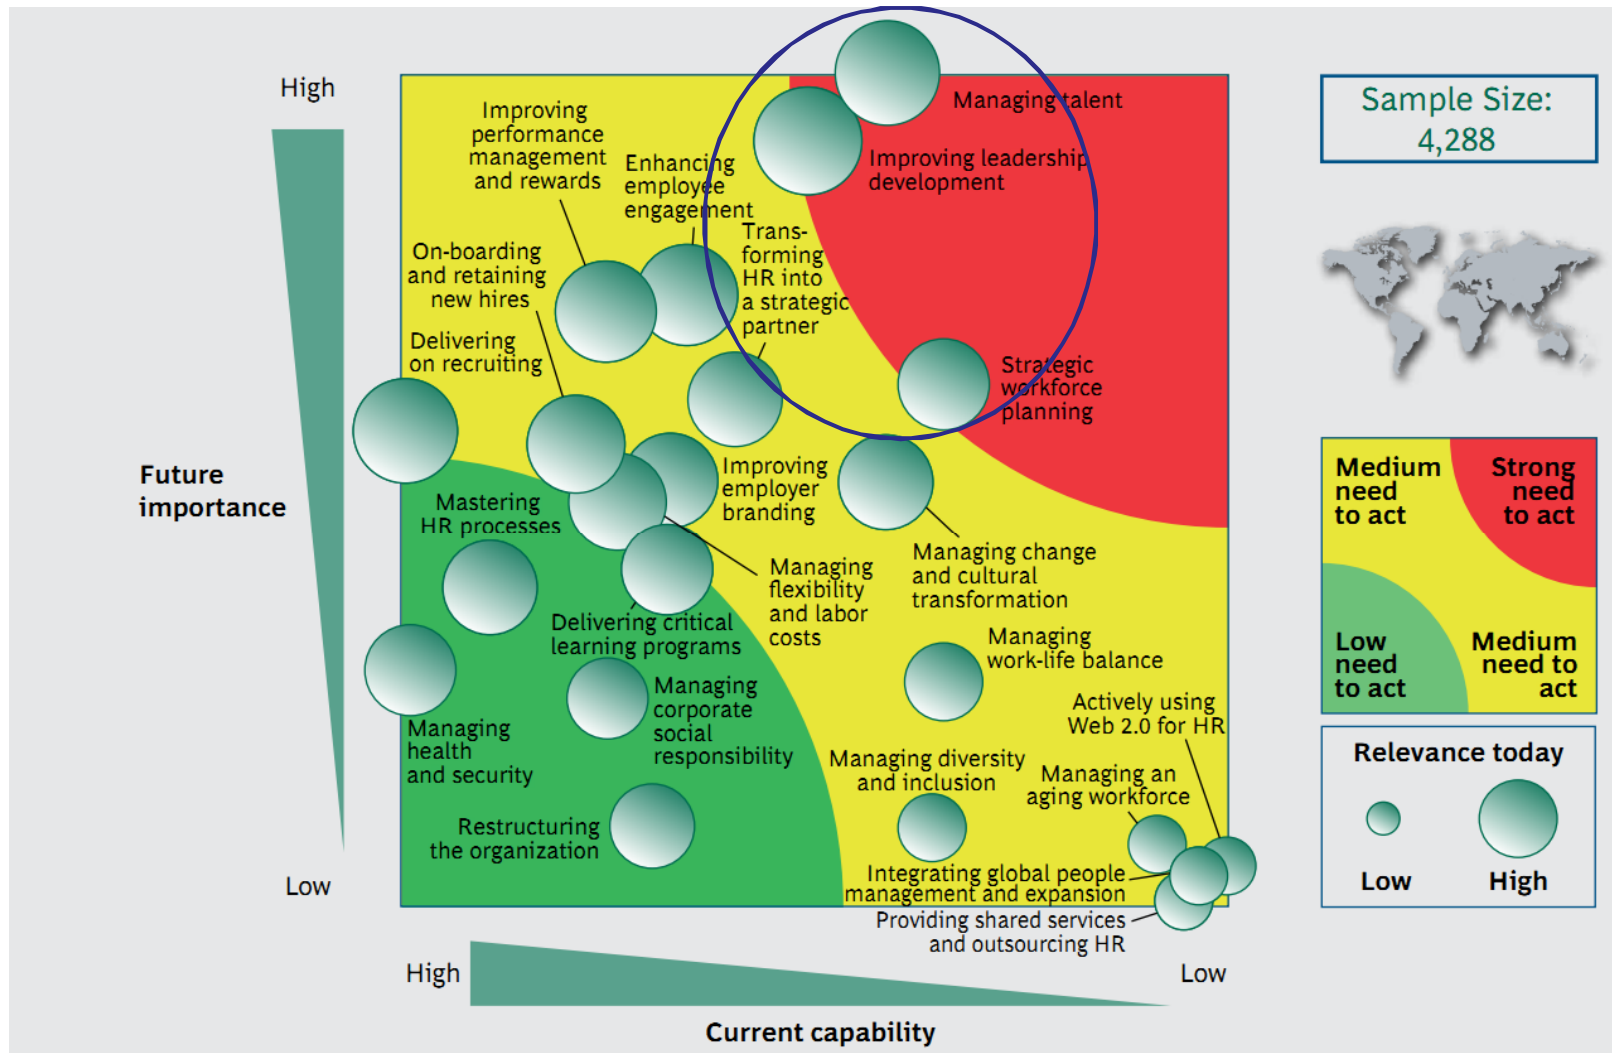 High
Improving
performance
management
and rewards
Enhancing
employee
engagement
Managing talent
Improving leadership
development
Trans-
forming
HR into
a strategic
partner
On-boarding
and retaining
new hires
Delivering
on recruiting
Strategic
workforce
planning
Future
importance
Mastering
HR processes
Improving
employer
branding
Managing change
and cultural
transformation
Managing
flexibility
and labor
costs
Delivering critical
learning programs
Managing
work-life balance
Managing
corporate
social
responsibility
Managing
health
and security
Actively using
Web 2.0 for HR
Managing diversity
and inclusion
Managing an
aging workforce
Restructuring
the organization
Integrating global people
management and expansion
Providing shared services
and outsourcing HR
Low
High
Low
Current capability
Sample Size:
4,288
Medium
need
to act
Strong
need
to act
Low
need
to act
Medium
need to
act
Relevance today
Low
High